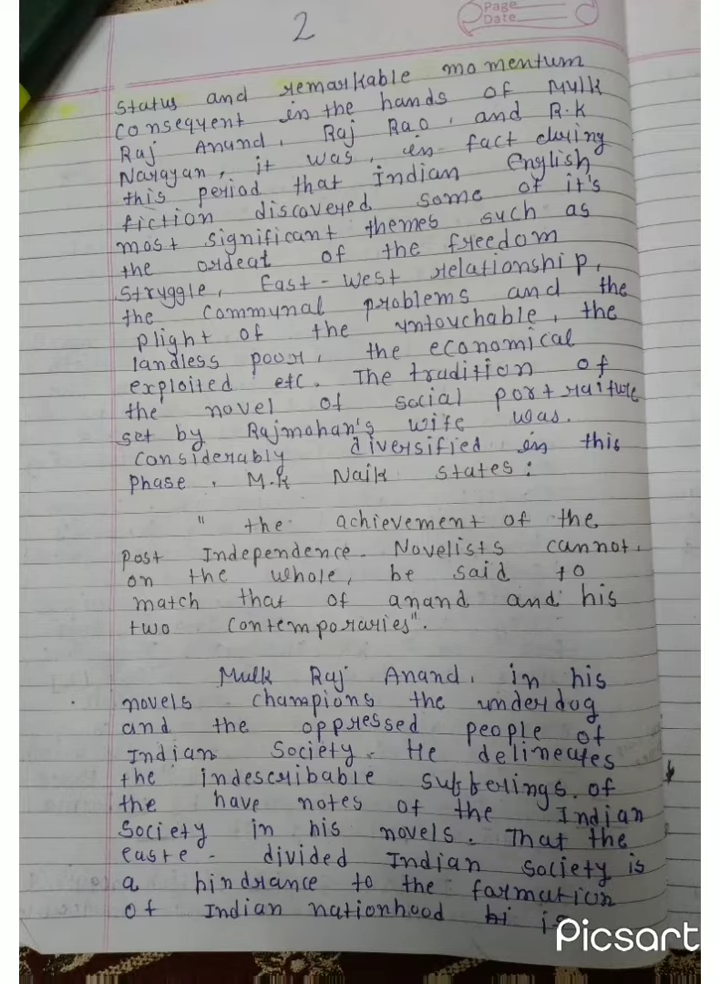 2
Page
Date
status and remarkable momentum
consequent in the hands of Mulk
Raj Anand, Raj Rao, and R.K
Narayan, it was, in fact during
this period that Indian English
fiction discovered some of it's
most significant themes such as
the ordeat of the freedom
struggle, East-West relationship,
the communal problems and the
plight of the untouchable, the
landless poor, the economical
exploited etc. The tradition of
the novel of social portraiture
set by Rajmohan's wife was.
considerably diversified in this
phase, M.K Naik states:
" the achievement of the
Post Independence. Novelists cannot.
on the whole, be said to
match that of anand and his
two contemporaries".
Mulk Raj Anand, in his
novels champions the underdog
and the oppressed people of
Indian Society. He delineates
the indescribable sufferings. of
the have notes of the Indian
Society in his novels. That the
caste - divided Indian Society is
a hindrance to the formation
of Indian nationhood
Picsart